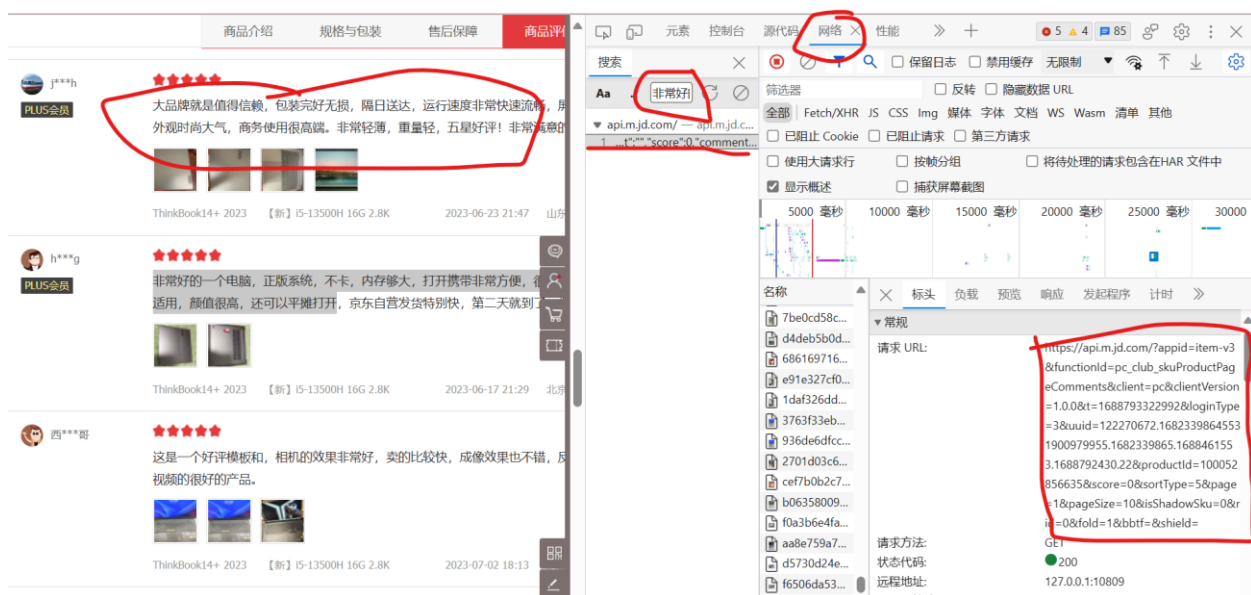 商品介绍
规格与包装
售后保障
商品评价
j***h
PLUS会员
大品牌就是值得信赖，包装完好无损，隔日送达，运行速度非常快速流畅，屏
外观时尚大气，商务使用很高端。非常轻薄，重量轻，五星好评！非常满意的
ThinkBook14+ 2023 【新】i5-13500H 16G 2.8K 2023-06-23 21:47 山东
h***g
PLUS会员
非常好的一个电脑，正版系统，不卡，内存够大，打开携带非常方便，很
适用，颜值很高，还可以平摊打开，京东自营发货特别快，第二天就到了
ThinkBook14+ 2023 【新】i5-13500H 16G 2.8K 2023-06-17 21:29 北京
西***哥
这是一个好评模板和，相机的效果非常好，卖的比较快，成像效果也不错，反
视频的很好的产品。
ThinkBook14+ 2023 【新】i5-13500H 16G 2.8K 2023-07-02 18:13
元素 控制台 源代码 网络 性能
5 4 85
搜索
Aa .* 非常好
api.m.jd.com/ — api.m.jd.c...
1 ...t":"","score":0,"comment...
保留日志 禁用缓存 无限制
筛选器 反转 隐藏数据 URL
全部 Fetch/XHR JS CSS Img 媒体 字体 文档 WS Wasm 清单 其他
已阻止 Cookie 已阻止请求 第三方请求
使用大请求行 按帧分组 将待处理的请求包含在HAR 文件中
显示概述 捕获屏幕截图
5000 毫秒 10000 毫秒 15000 毫秒 20000 毫秒 25000 毫秒 30000
名称
7be0cd58c...
d4deb5b0d...
686169716...
e91e327cf0...
1daf326dd...
3763f33eb...
936de6dfcc...
2701d03c6...
cef7b0b2c7...
b06358009...
f0a3b6e4fa...
aa8e759a7...
d5730d24e...
f6506da53...
标头 负载 预览 响应 发起程序 计时
常规
请求 URL:
https://api.m.jd.com/?appid=item-v3
&functionId=pc_club_skuProductPag
eComments&client=pc&clientVersion
=1.0.0&t=1688793322992&loginType
=3&uuid=122270672.1682339864553
1900979955.1682339865.168846155
3.1688792430.22&productId=100052
856635&score=0&sortType=5&page
=1&pageSize=10&isShadowSku=0&r
id=0&fold=1&bbtf=&shield=
请求方法: GET
状态代码: 200
远程地址: 127.0.0.1:10809